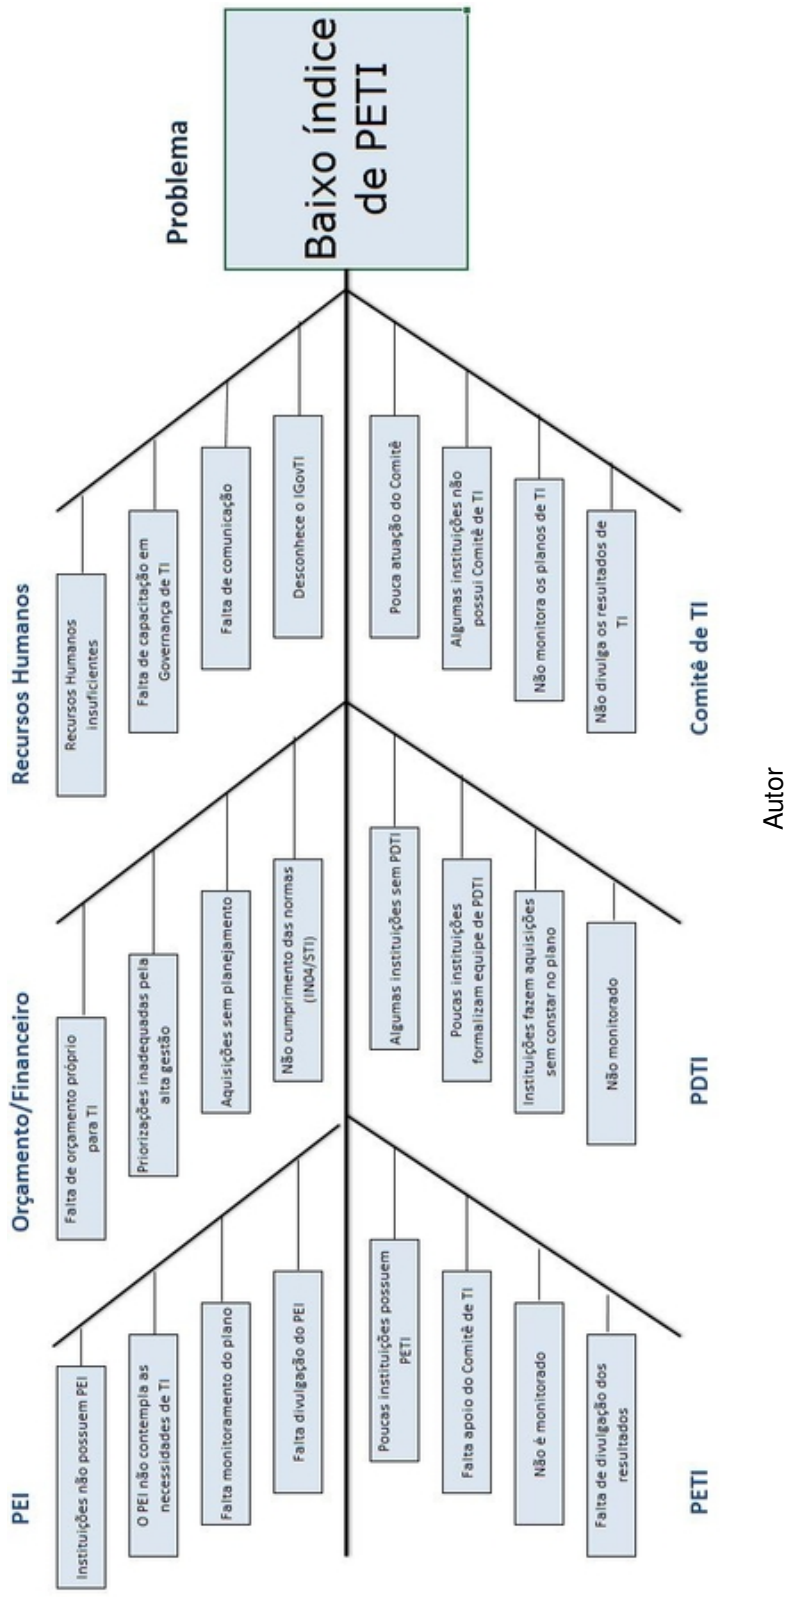 PEI
Instituições não possuem PEI
O PEI não contempla as
necessidades de TI
Falta monitoramento do plano
Falta divulgação do PEI
Orçamento/Financeiro
Falta de orçamento próprio
para TI
Priorizações inadequadas pela
alta gestão
Aquisições sem planejamento
Não cumprimento das normas
(IN04/STI)
Recursos Humanos
Recursos Humanos
insuficientes
Falta de capacitação em
Governança de TI
Falta de comunicação
Desconhece o IGovTI
Problema
Baixo índice
de PETI
Poucas instituições possuem
PETI
Falta apoio do Comitê de TI
Não é monitorado
Falta de divulgação dos
resultados
PETI
Algumas instituições sem PDTI
Poucas instituições
formalizam equipe de PDTI
Instituições fazem aquisições
sem constar no plano
Não monitorado
PDTI
Pouca atuação do Comitê
Algumas instituições não
possui Comitê de TI
Não monitora os planos de TI
Não divulga os resultados de
TI
Comitê de TI
Autor